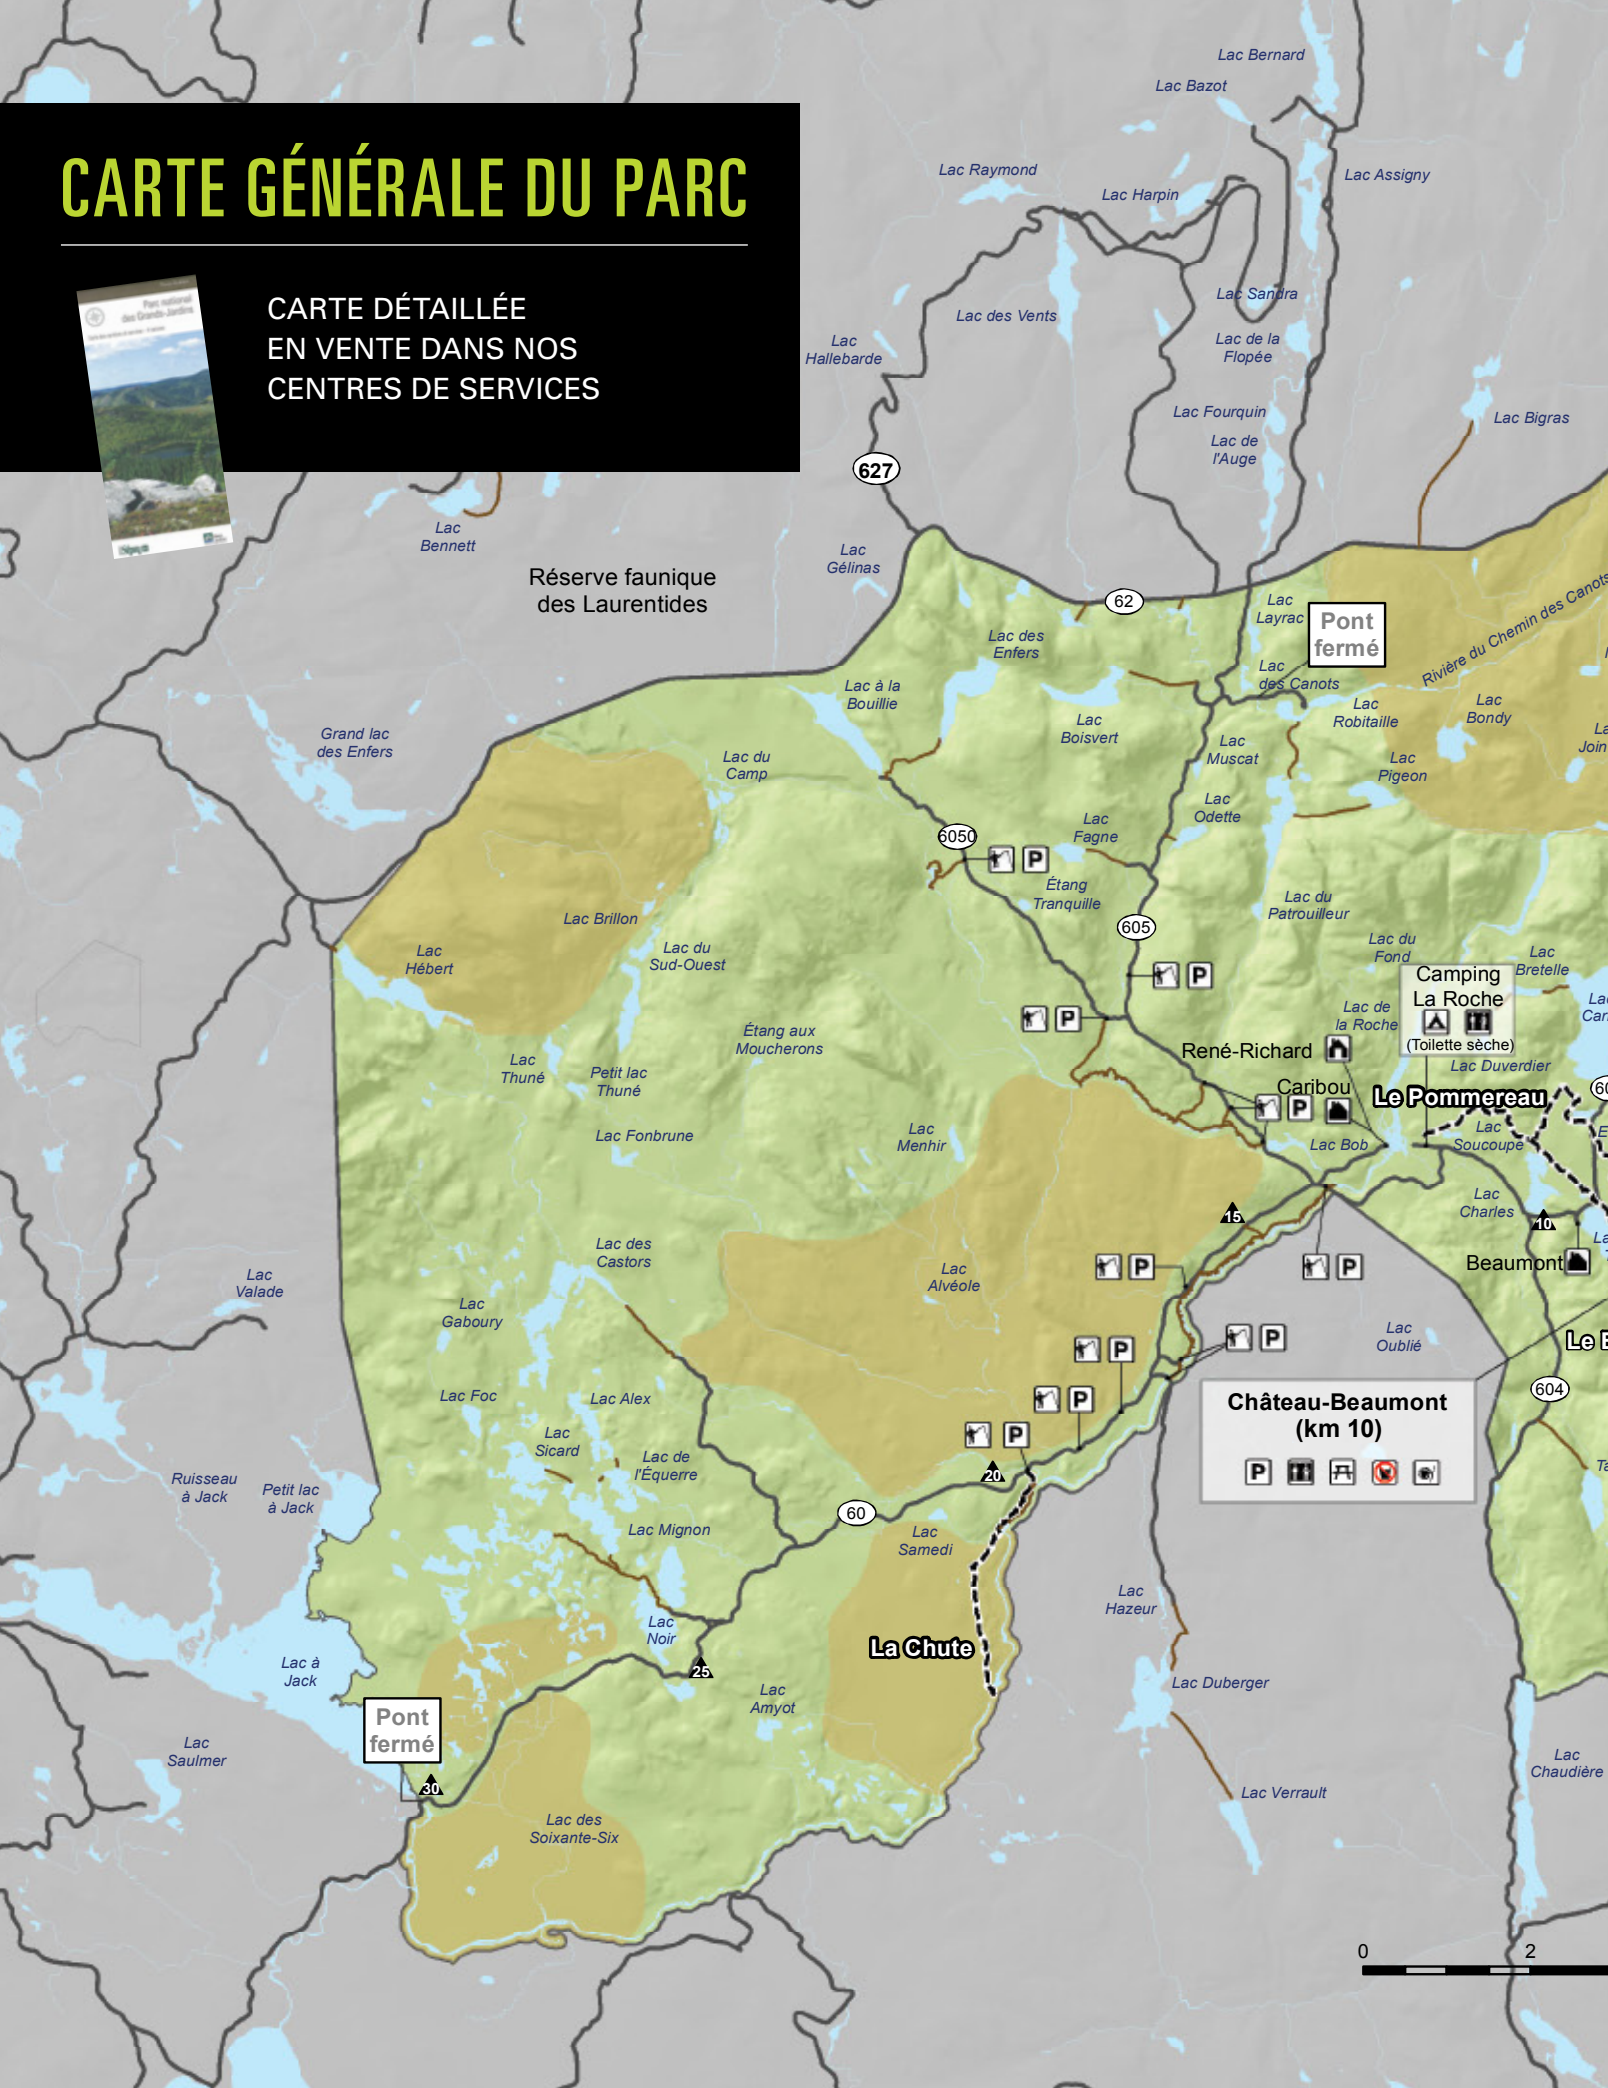 CARTE GÉNÉRALE DU PARC
CARTE DÉTAILLÉE
EN VENTE DANS NOS
CENTRES DE SERVICES
Parc national
des Grands-Jardins
Lac Bernard
Lac Bazot
Lac Raymond
Lac Harpin
Lac Assigny
Lac des Vents
Lac Sandra
Lac
Hallebarde
Lac de la
Flopée
Lac Fourquin
Lac de
l'Auge
Lac Bigras
627
Lac
Bennett
Réserve faunique
des Laurentides
Lac
Gélinas
62
Lac
Layrac
Pont
fermé
Rivière du Chemin des Canots
Lac des
Enfers
Lac
des Canots
Lac à la
Bouillie
Lac
Boisvert
Lac
Robitaille
Lac
Bondy
Grand lac
des Enfers
Lac du
Camp
Lac
Muscat
Lac
Pigeon
Join
Lac
Odette
6050
P
Lac
Fagne
Étang
Tranquille
605
Lac du
Patrouilleur
Lac Brillon
Lac
Hébert
Lac du
Sud-Ouest
Lac du
Fond
Lac
Bretelle
P
Camping
La Roche
(Toilette sèche)
Lac de
la Roche
Étang aux
Moucherons
P
René-Richard
Lac
Thuné
Petit lac
Thuné
Lac Duverdier
Caribou
P
Le Pommereau
Lac Fonbrune
Lac
Menhir
Lac Bob
Lac
Soucoupe
Lac
Charles
15
10
Beaumont
Lac des
Castors
Lac
Alvéole
P
P
Lac
Valade
Lac
Gaboury
P
P
Lac
Oublié
604
Lac Foc
Lac Alex
P
Château-Beaumont
(km 10)
P
Lac
Sicard
Lac de
l'Équerre
P
20
Ruisseau
à Jack
Petit lac
à Jack
60
Lac Mignon
Lac
Samedi
Lac
Hazeur
Lac
Noir
La Chute
25
Lac à
Jack
Lac
Amyot
Lac Duberger
Pont
fermé
Lac
Saulmer
30
Lac
Chaudière
Lac Verrault
Lac des
Soixante-Six
0
2